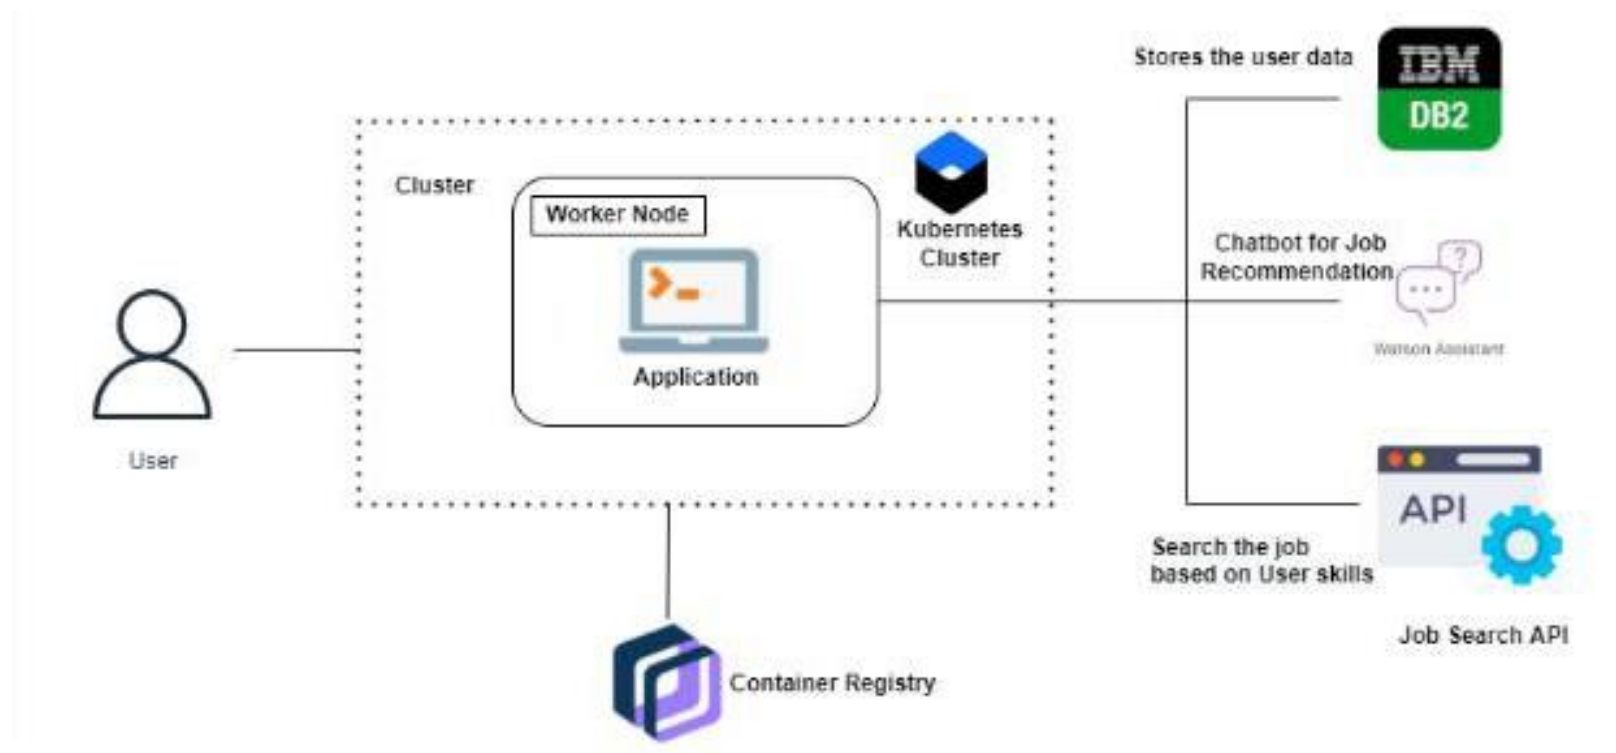 Stores the user data
IBM
DB2
Cluster
Worker Node
Kubernetes
Cluster
Chatbot for Job
Recommendation
?
Watson Assistant
Application
User
API
Search the job
based on User skills
Job Search API
Container Registry